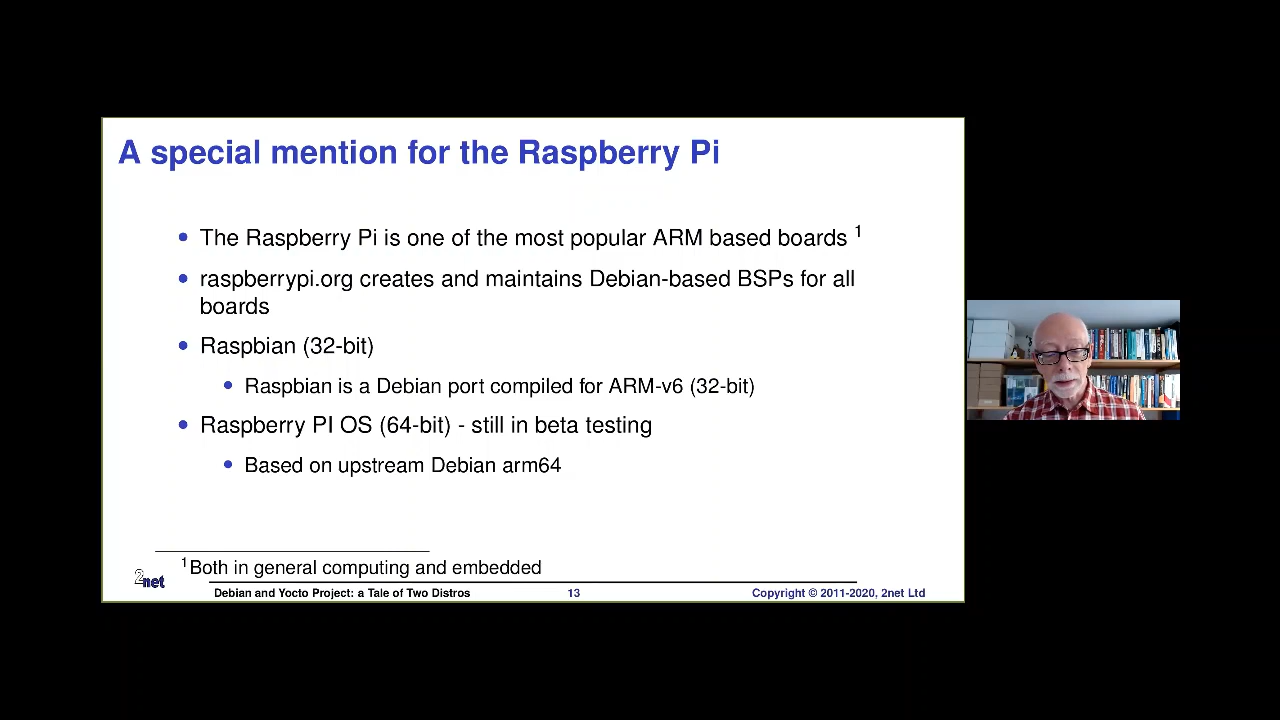 A special mention for the Raspberry Pi
• The Raspberry Pi is one of the most popular ARM based boards 1
• raspberrypi.org creates and maintains Debian-based BSPs for all
boards
• Raspbian (32-bit)
• Raspbian is a Debian port compiled for ARM-v6 (32-bit)
• Raspberry PI OS (64-bit) - still in beta testing
• Based on upstream Debian arm64
1Both in general computing and embedded
2net
Debian and Yocto Project: a Tale of Two Distros 13 Copyright © 2011-2020, 2net Ltd